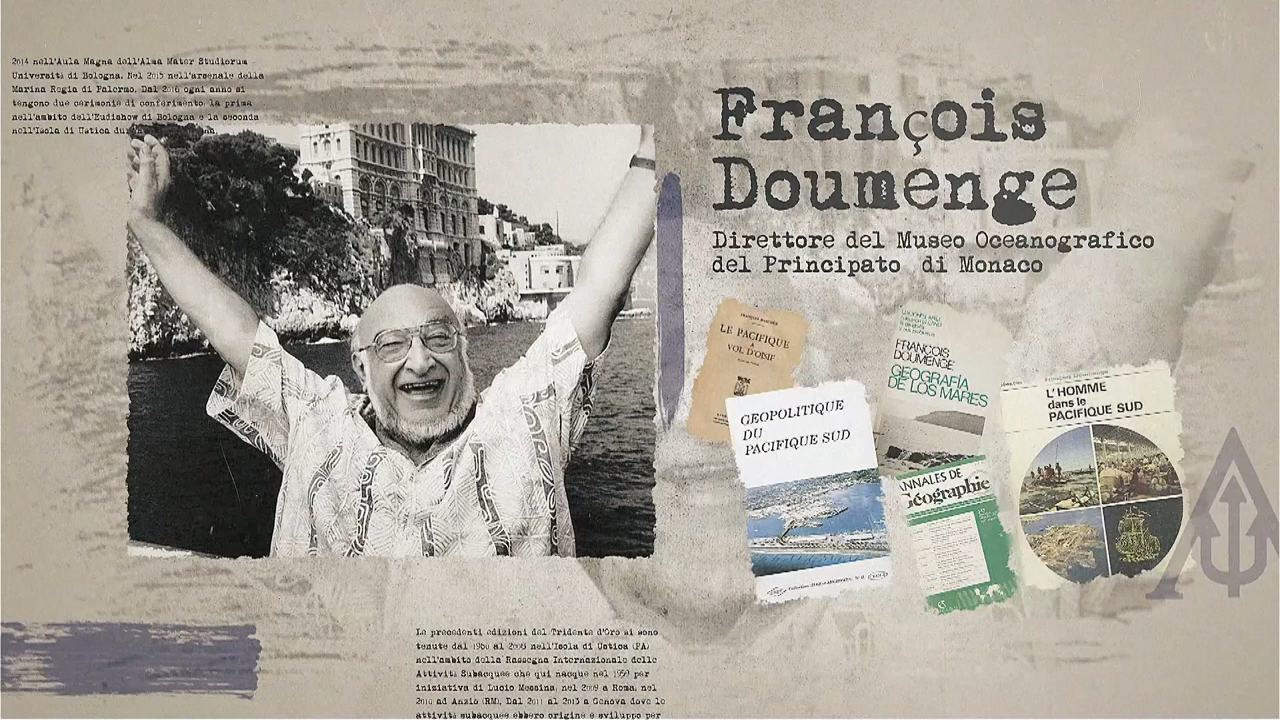 2014 nell'Aula Magna dell'Alma Mater Studiorum
Università di Bologna. Nel 2015 nell'arsenale della
Marina Regia di Palermo. Dal 2016 ogni anno si
tengono due cerimonie di conferimento: la prima
nell'ambito dell'Eudishow di Bologna e la seconda
nell'Isola di Ustica
François
Doumenge
Direttore del Museo Oceanografico
del Principato di Monaco
LE PACIFIQUE
A
VOL D'OISIF
GEOPOLITIQUE
DU
PACIFIQUE SUD
FRANÇOIS
DOUMENGE
GEOGRAFÍA
DE LOS MARES
NNALES DE
Géographie
L'HOMME
dans le
PACIFIQUE SUD
Le precedenti edizioni del Tridente d'Oro si sono
tenute dal 1960 al 2008 nell'Isola di Ustica (PA)
nell'ambito della Rassegna Internazionale delle
Attività Subacquee che qui nacque nel 1959 per
iniziativa di Lucio Messina, nel 2009 a Roma, nel
2010 ad Anzio (RM). Dal 2011 al 2013 a Genova dove le
attività subacquee ebbero origine e sviluppo per